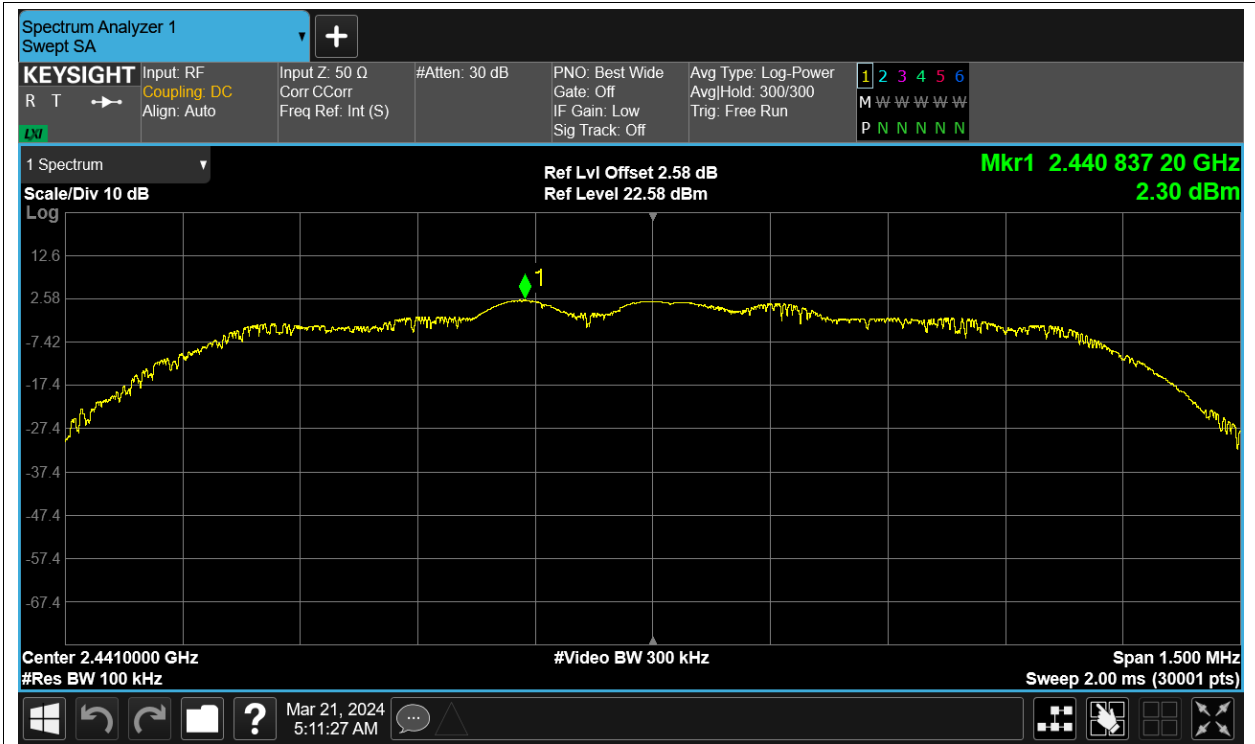 Spectrum Analyzer 1
Swept SA
KEYSIGHT
R T
LXI
Input: RF
Coupling: DC
Align: Auto
Input Z: 50 Ω
Corr CCorr
Freq Ref: Int (S)
#Atten: 30 dB
PNO: Best Wide
Gate: Off
IF Gain: Low
Sig Track: Off
Avg Type: Log-Power
Avg|Hold: 300/300
Trig: Free Run
1 2 3 4 5 6
M W W W W W
P N N N N N
1 Spectrum
Scale/Div 10 dB
Log
Ref Lvl Offset 2.58 dB
Ref Level 22.58 dBm
Mkr1 2.440 837 20 GHz
2.30 dBm
12.6
2.58
-7.42
-17.4
-27.4
-37.4
-47.4
-57.4
-67.4
1
Center 2.4410000 GHz
#Res BW 100 kHz
#Video BW 300 kHz
Span 1.500 MHz
Sweep 2.00 ms (30001 pts)
?
Mar 21, 2024
5:11:27 AM